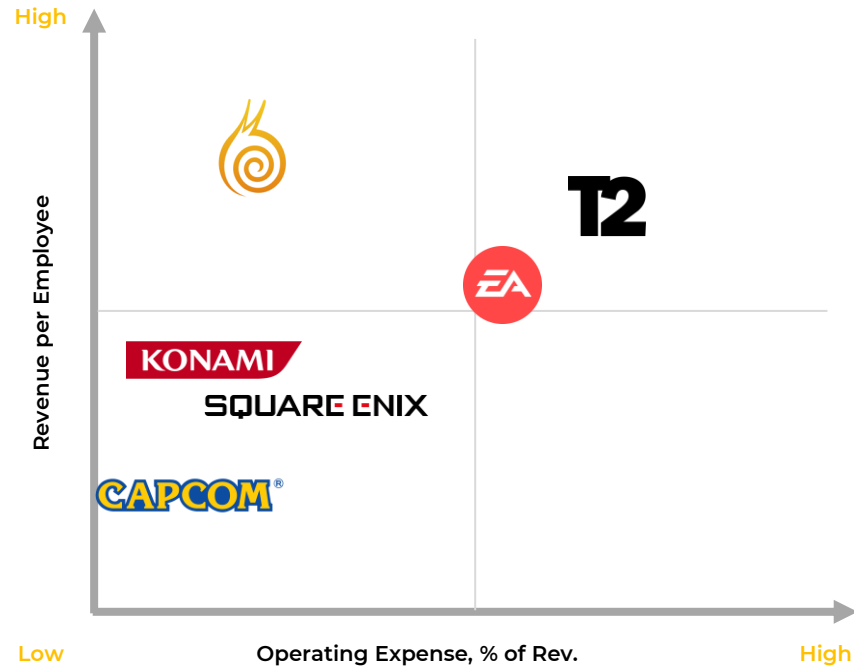 High
T2
EA
Revenue per Employee
KONAMI
SQUARE ENIX
CAPCOM®
Low
Operating Expense, % of Rev.
High